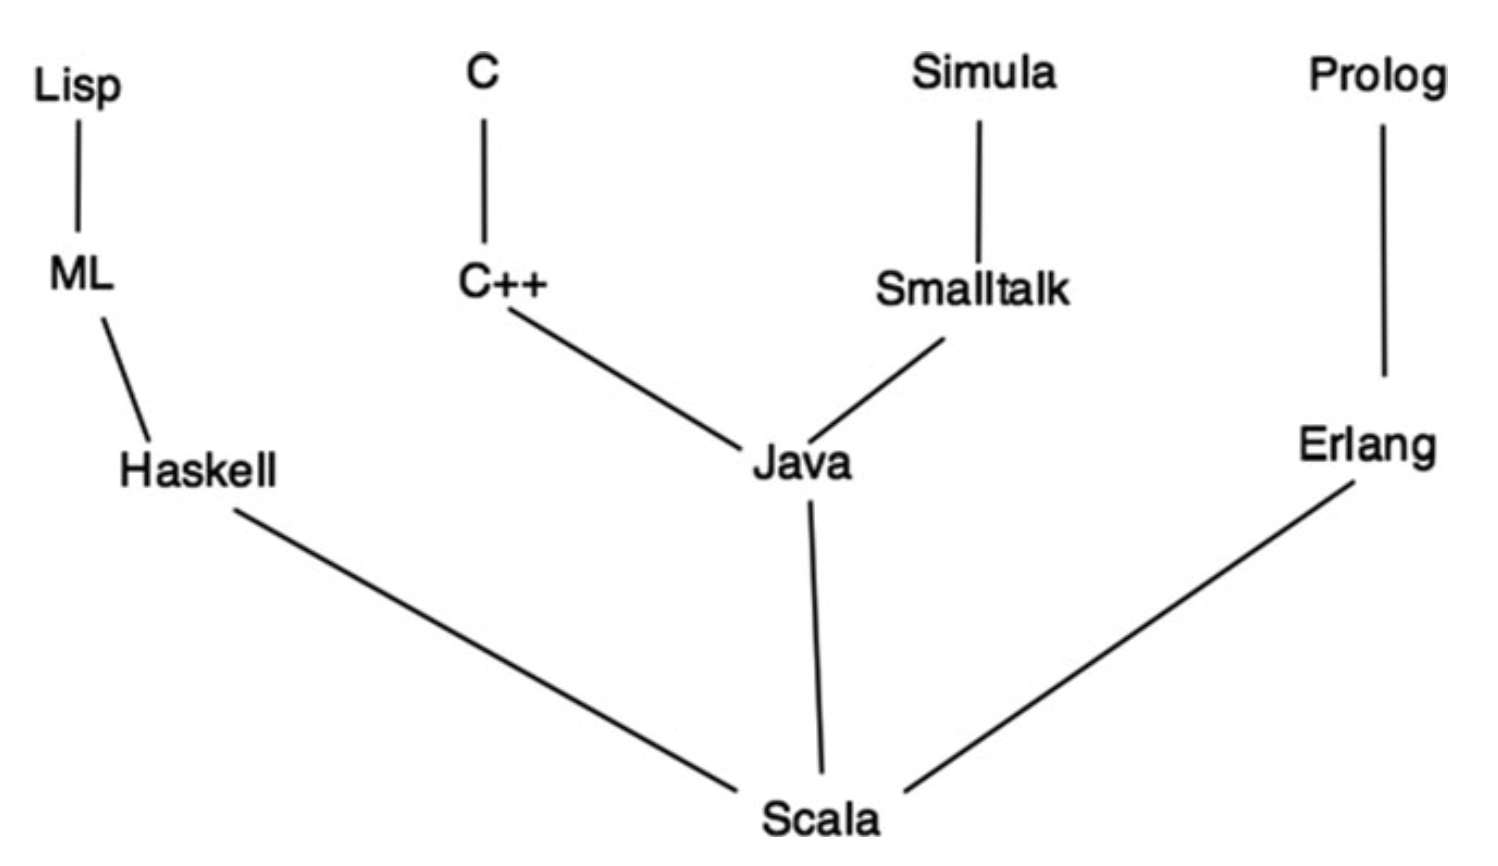 Lisp
C
Simula
Prolog
ML
C++
Smalltalk
Haskell
Java
Erlang
Scala